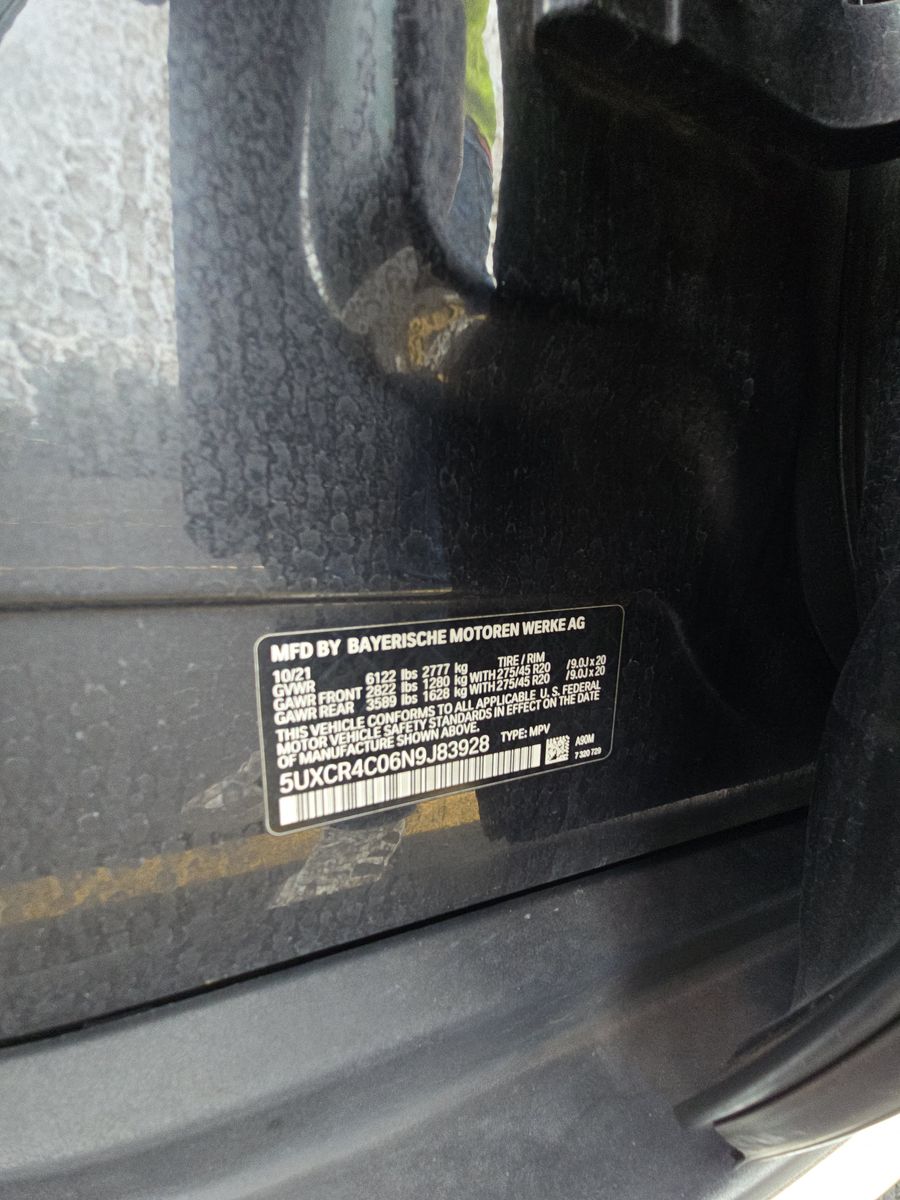 MFD BY BAYERISCHE MOTOREN WERKE AG
10/21 TIRE / RIM
GVWR 6122 lbs 2777 kg
GAWR FRONT 2822 lbs 1280 kg WITH 275/45 R20 /9.0J x 20
GAWR REAR 3589 lbs 1628 kg WITH 275/45 R20 /9.0J x 20
THIS VEHICLE CONFORMS TO ALL APPLICABLE U. S. FEDERAL
MOTOR VEHICLE SAFETY STANDARDS IN EFFECT ON THE DATE
OF MANUFACTURE SHOWN ABOVE. TYPE: MPV
5UXCR4C06N9J83928 A90M
7 320 729